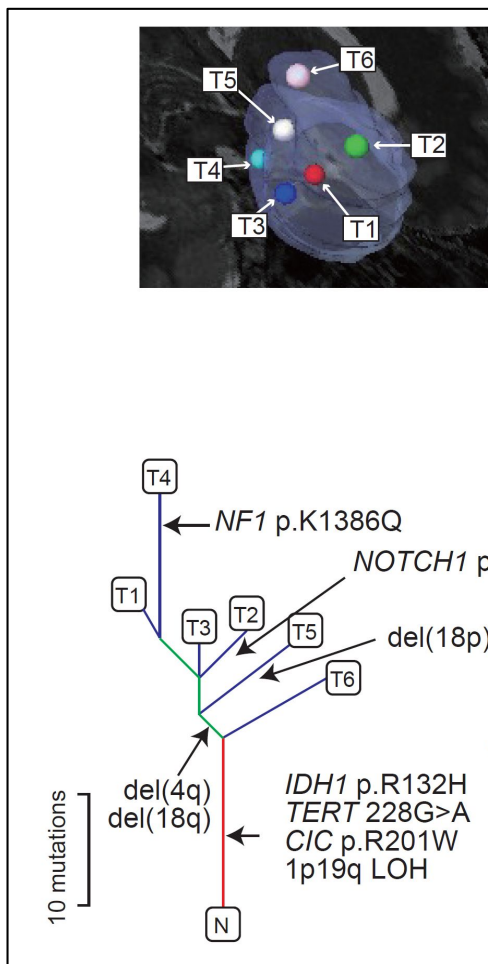 T6
T5
T2
T4
T3
T1
T4
NF1 p.K1386Q
NOTCH1 p
T1
T2
T3
T5
del(18p)
T6
del(4q)
del(18q)
IDH1 p.R132H
TERT 228G>A
CIC p.R201W
1p19q LOH
10 mutations
N